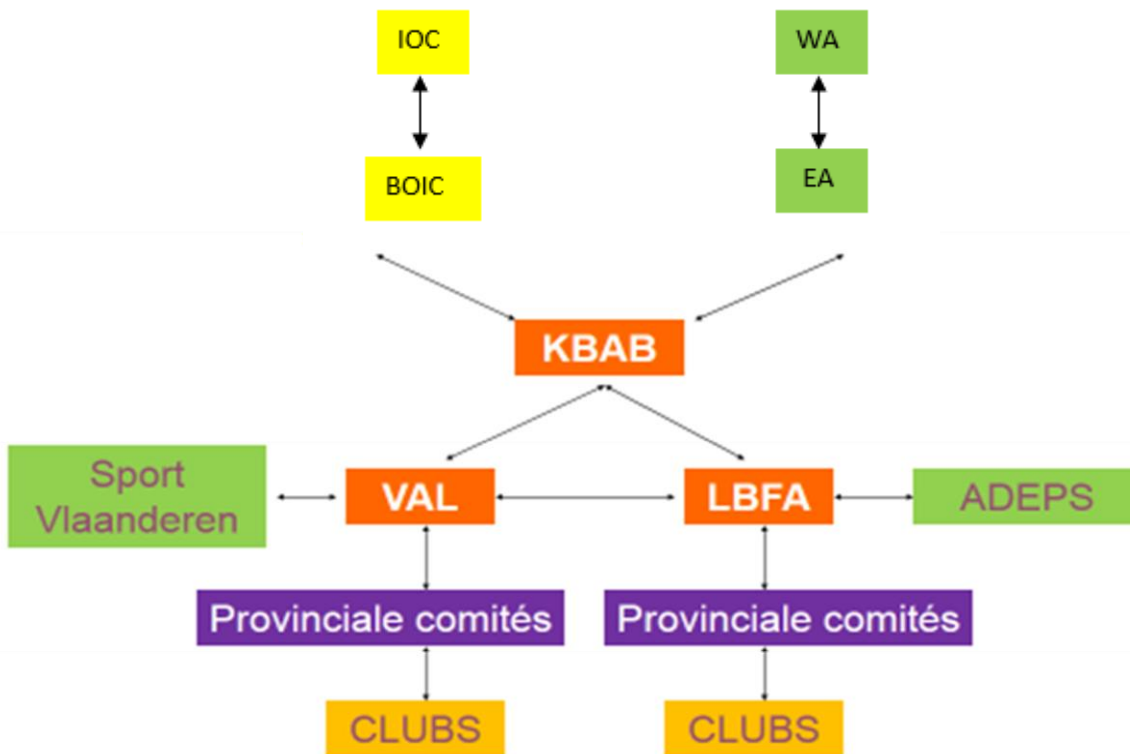 IOC
WA
BOIC
EA
KBAB
Sport
Vlaanderen
VAL
LBFA
ADEPS
Provinciale comités
Provinciale comités
CLUBS
CLUBS